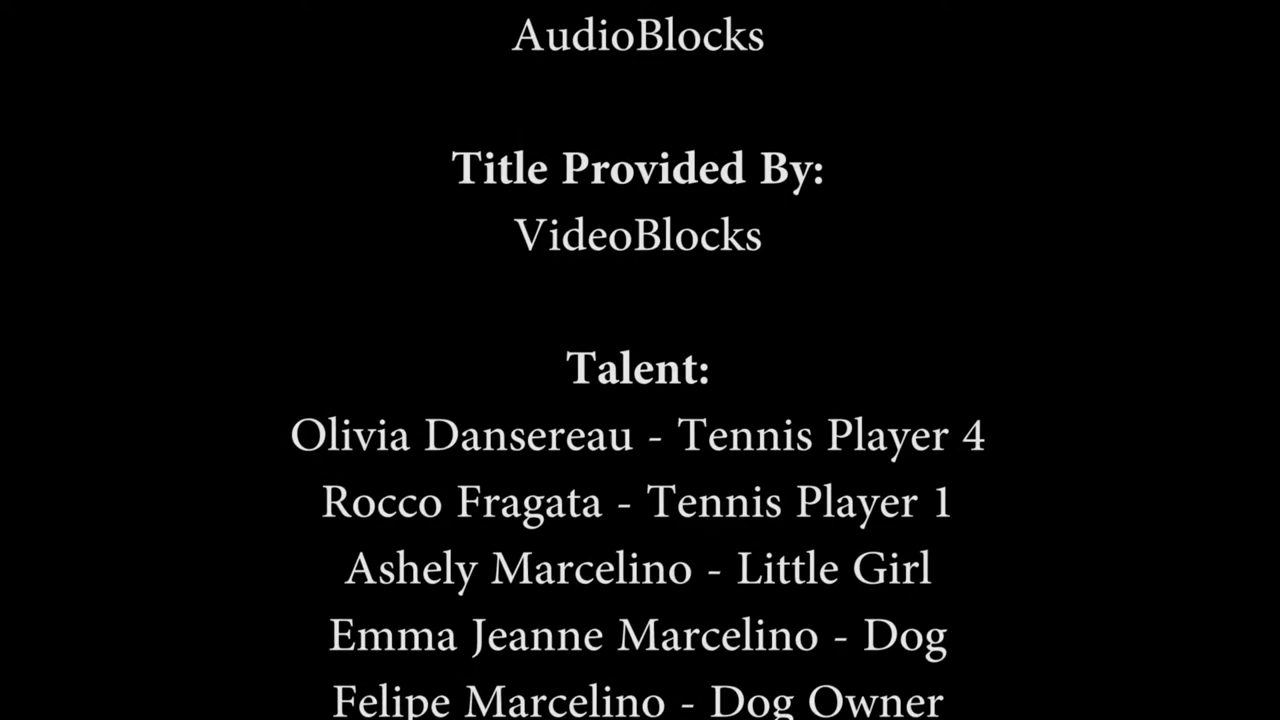 AudioBlocks
Title Provided By:
VideoBlocks
Talent:
Olivia Dansereau - Tennis Player 4
Rocco Fragata - Tennis Player 1
Ashely Marcelino - Little Girl
Emma Jeanne Marcelino - Dog
Felipe Marcelino - Dog Owner